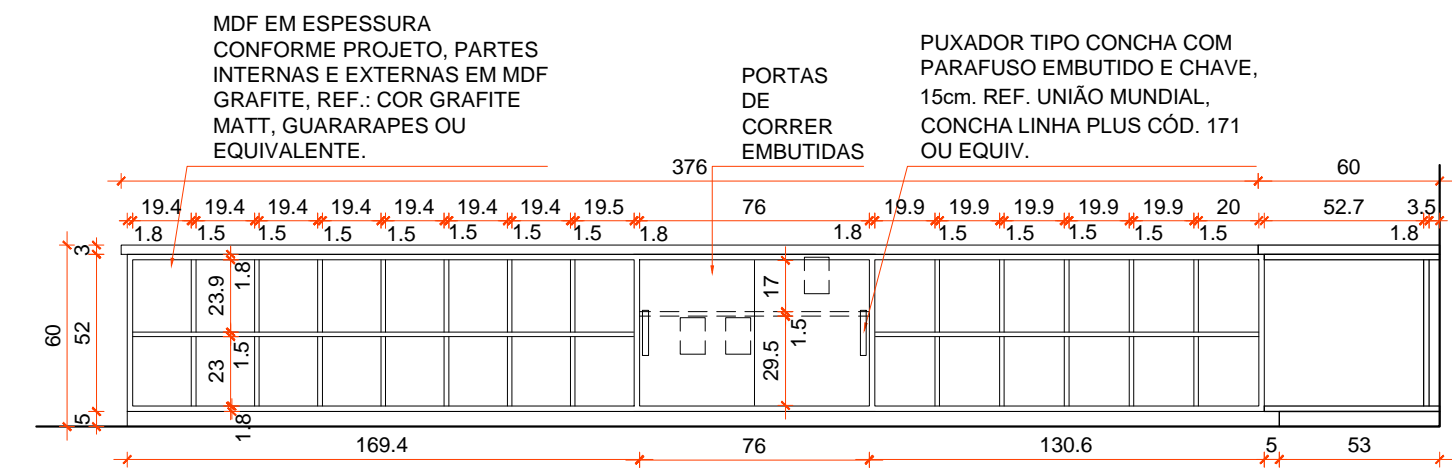 MDF EM ESPESSURA
CONFORME PROJETO, PARTES
INTERNAS E EXTERNAS EM MDF
GRAFITE, REF.: COR GRAFITE
MATT, GUARARAPES OU
EQUIVALENTE.
PORTAS
DE
CORRER
EMBUTIDAS
PUXADOR TIPO CONCHA COM
PARAFUSO EMBUTIDO E CHAVE,
15cm. REF. UNIÃO MUNDIAL,
CONCHA LINHA PLUS CÓD. 171
OU EQUIV.
376 60
19.4 19.4 19.4 19.4 19.4 19.4 19.4 19.5 76 19.9 19.9 19.9 19.9 19.9 20 52.7 3.5
1.8 1.5 1.5 1.5 1.5 1.5 1.5 1.5 1.8 1.8 1.5 1.5 1.5 1.5 1.5 1.8
3
1.8
23.9
17
60
52
1.5
1.5
23
29.5
5
1.8
169.4 76 130.6 5 53